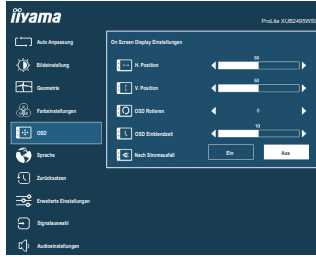 iiyama
ProLite XUB2495WSU
Auto Anpassung
Bildeinstellung
Geometrie
Farbeinstellungen
OSD
Sprache
Zurücksetzen
Erweiterte Einstellungen
Signalauswahl
Audioeinstellungen
On Screen Display Einstellungen
H. Position
50
V. Position
50
OSD Rotieren
0
OSD Einblendzeit
10
Nach Stromausfall
Ein
Aus